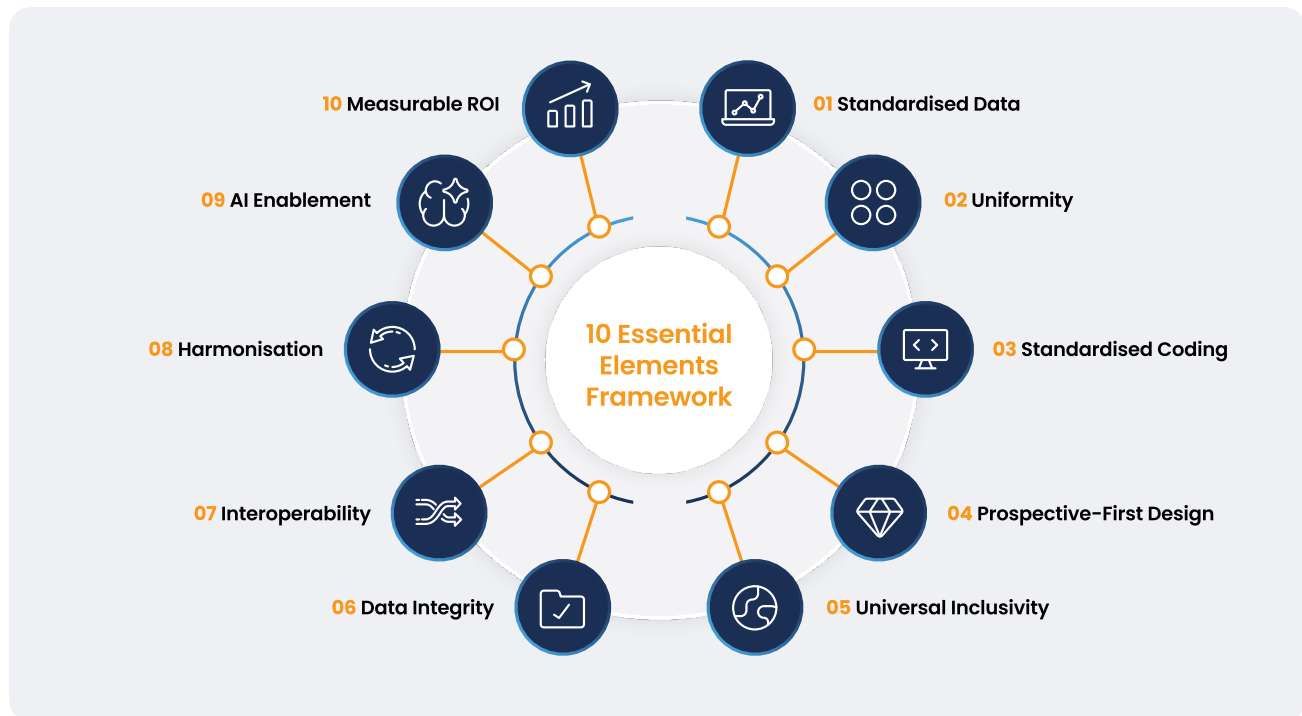 10 Essential
Elements
Framework
01 Standardised Data
02 Uniformity
03 Standardised Coding
04 Prospective-First Design
05 Universal Inclusivity
06 Data Integrity
07 Interoperability
08 Harmonisation
09 AI Enablement
10 Measurable ROI